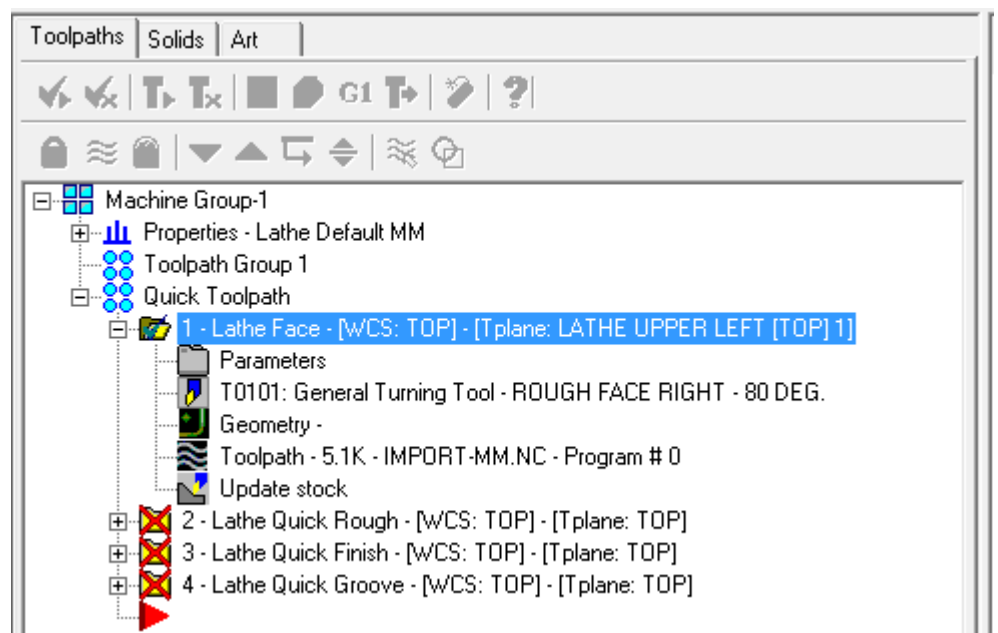 Toolpaths Solids Art
G1
Machine Group-1
Properties - Lathe Default MM
Toolpath Group 1
Quick Toolpath
1 - Lathe Face - [WCS: TOP] - [Tplane: LATHE UPPER LEFT [TOP] 1]
Parameters
T0101: General Turning Tool - ROUGH FACE RIGHT - 80 DEG.
Geometry -
Toolpath - 5.1K - IMPORT-MM.NC - Program # 0
Update stock
2 - Lathe Quick Rough - [WCS: TOP] - [Tplane: TOP]
3 - Lathe Quick Finish - [WCS: TOP] - [Tplane: TOP]
4 - Lathe Quick Groove - [WCS: TOP] - [Tplane: TOP]